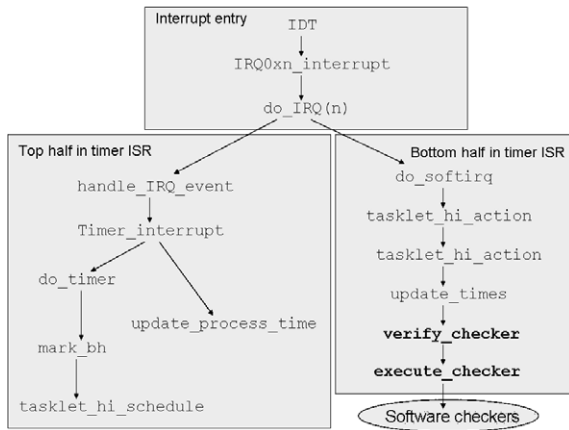 Interrupt entry
IDT
IRQ0xn_interrupt
do_IRQ(n)
Top half in timer ISR
handle_IRQ_event
Timer_interrupt
do_timer
update_process_time
mark_bh
tasklet_hi_schedule
Bottom half in timer ISR
do_softirq
tasklet_hi_action
tasklet_hi_action
update_times
verify_checker
execute_checker
Software checkers